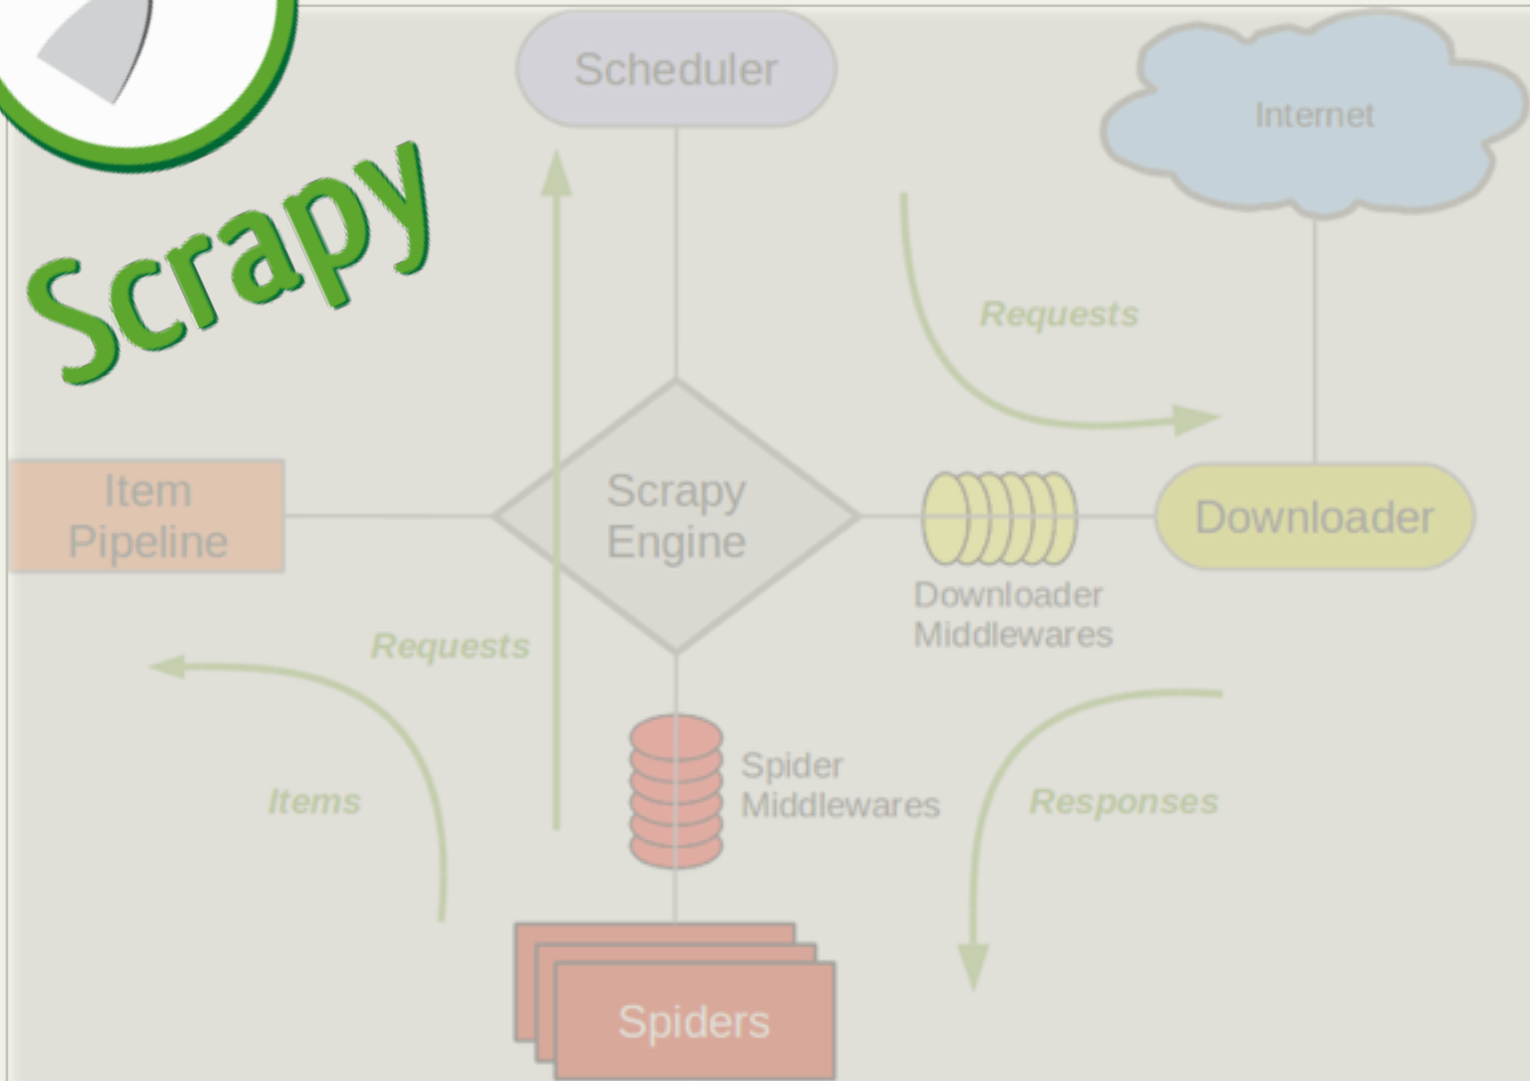 Scheduler
Internet
Scrapy
Requests
Item
Pipeline
Scrapy
Engine
Downloader
Downloader
Middlewares
Requests
Spider
Middlewares
Items
Responses
Spiders